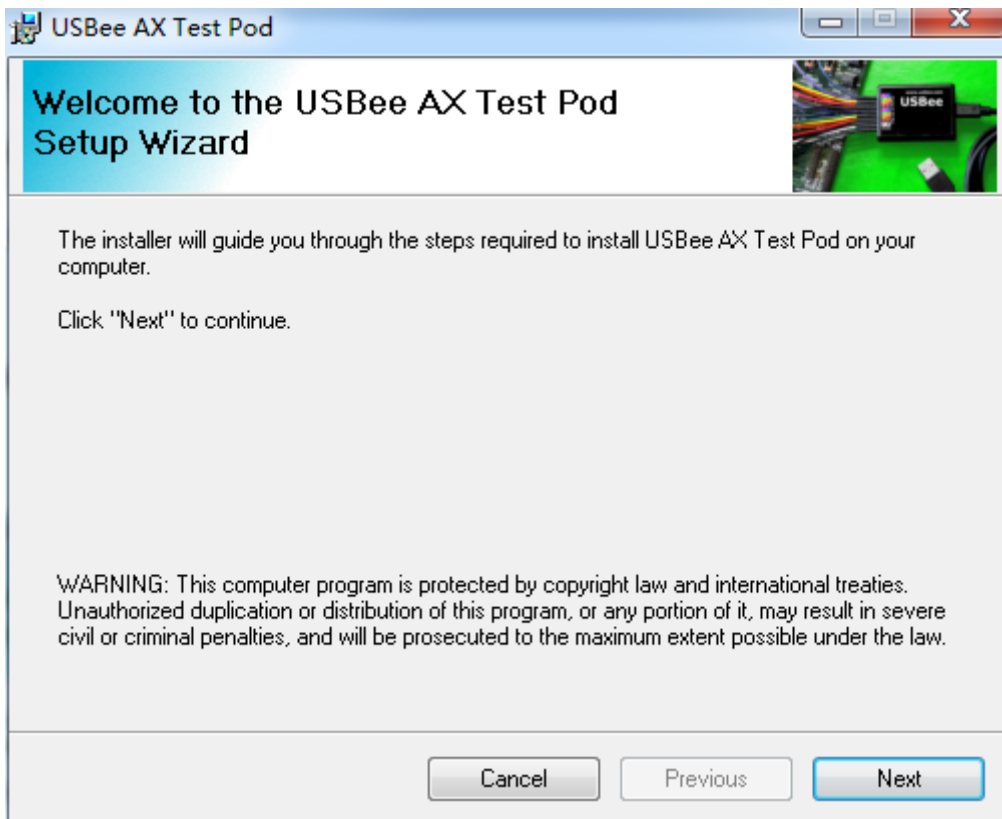 USBee AX Test Pod
Welcome to the USBee AX Test Pod
Setup Wizard
USBee
The installer will guide you through the steps required to install USBee AX Test Pod on your
computer.
Click "Next" to continue.
WARNING: This computer program is protected by copyright law and international treaties.
Unauthorized duplication or distribution of this program, or any portion of it, may result in severe
civil or criminal penalties, and will be prosecuted to the maximum extent possible under the law.
Cancel
Previous
Next